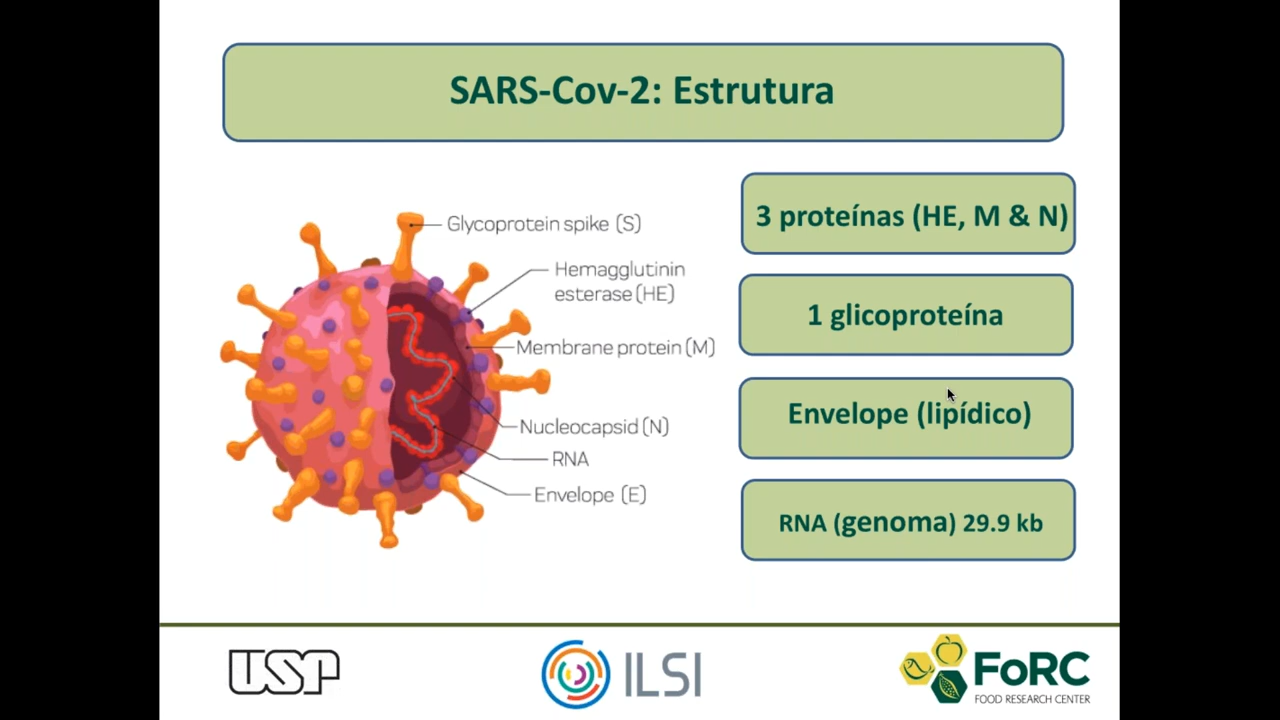 SARS-Cov-2: Estrutura
Glycoprotein spike (S)
Hemagglutinin
esterase (HE)
Membrane protein (M)
Nucleocapsid (N)
RNA
Envelope (E)
3 proteínas (HE, M & N)
1 glicoproteína
Envelope (lipídico)
RNA (genoma) 29.9 kb
USP
ILSI
FoRC
FOOD RESEARCH CENTER